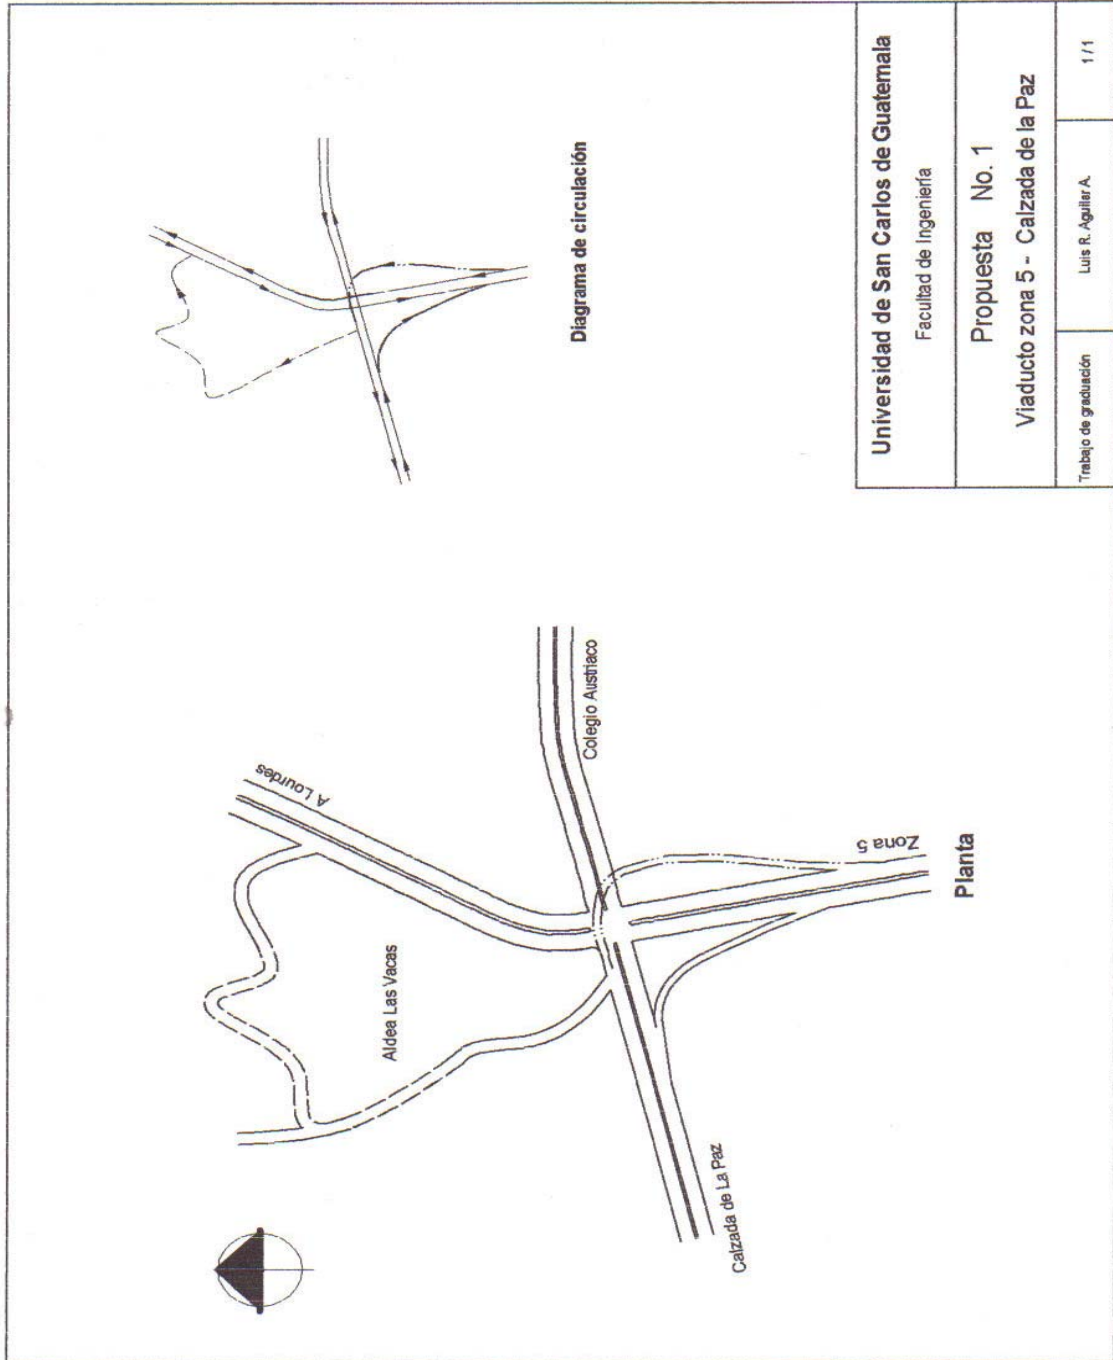 A Lourdes
Aldea Las Vacas
Colegio Austriaco
Calzada de La Paz
Zona 5
Planta
Diagrama de circulación
Universidad de San Carlos de Guatemala
Facultad de Ingeniería
Propuesta No. 1
Viaducto zona 5 - Calzada de la Paz
Trabajo de graduación
Luis R. Aguilar A.
1 / 1